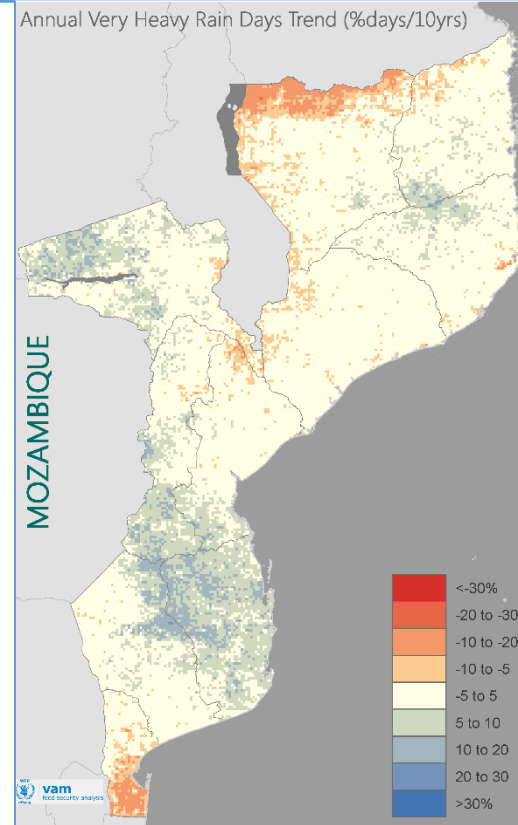 Annual Very Heavy Rain Days Trend (%days/10yrs)
MOZAMBIQUE
<-30%
-20 to -30
-10 to -20
-10 to -5
-5 to 5
5 to 10
10 to 20
20 to 30
>30%
WFP
vam
food security analysis